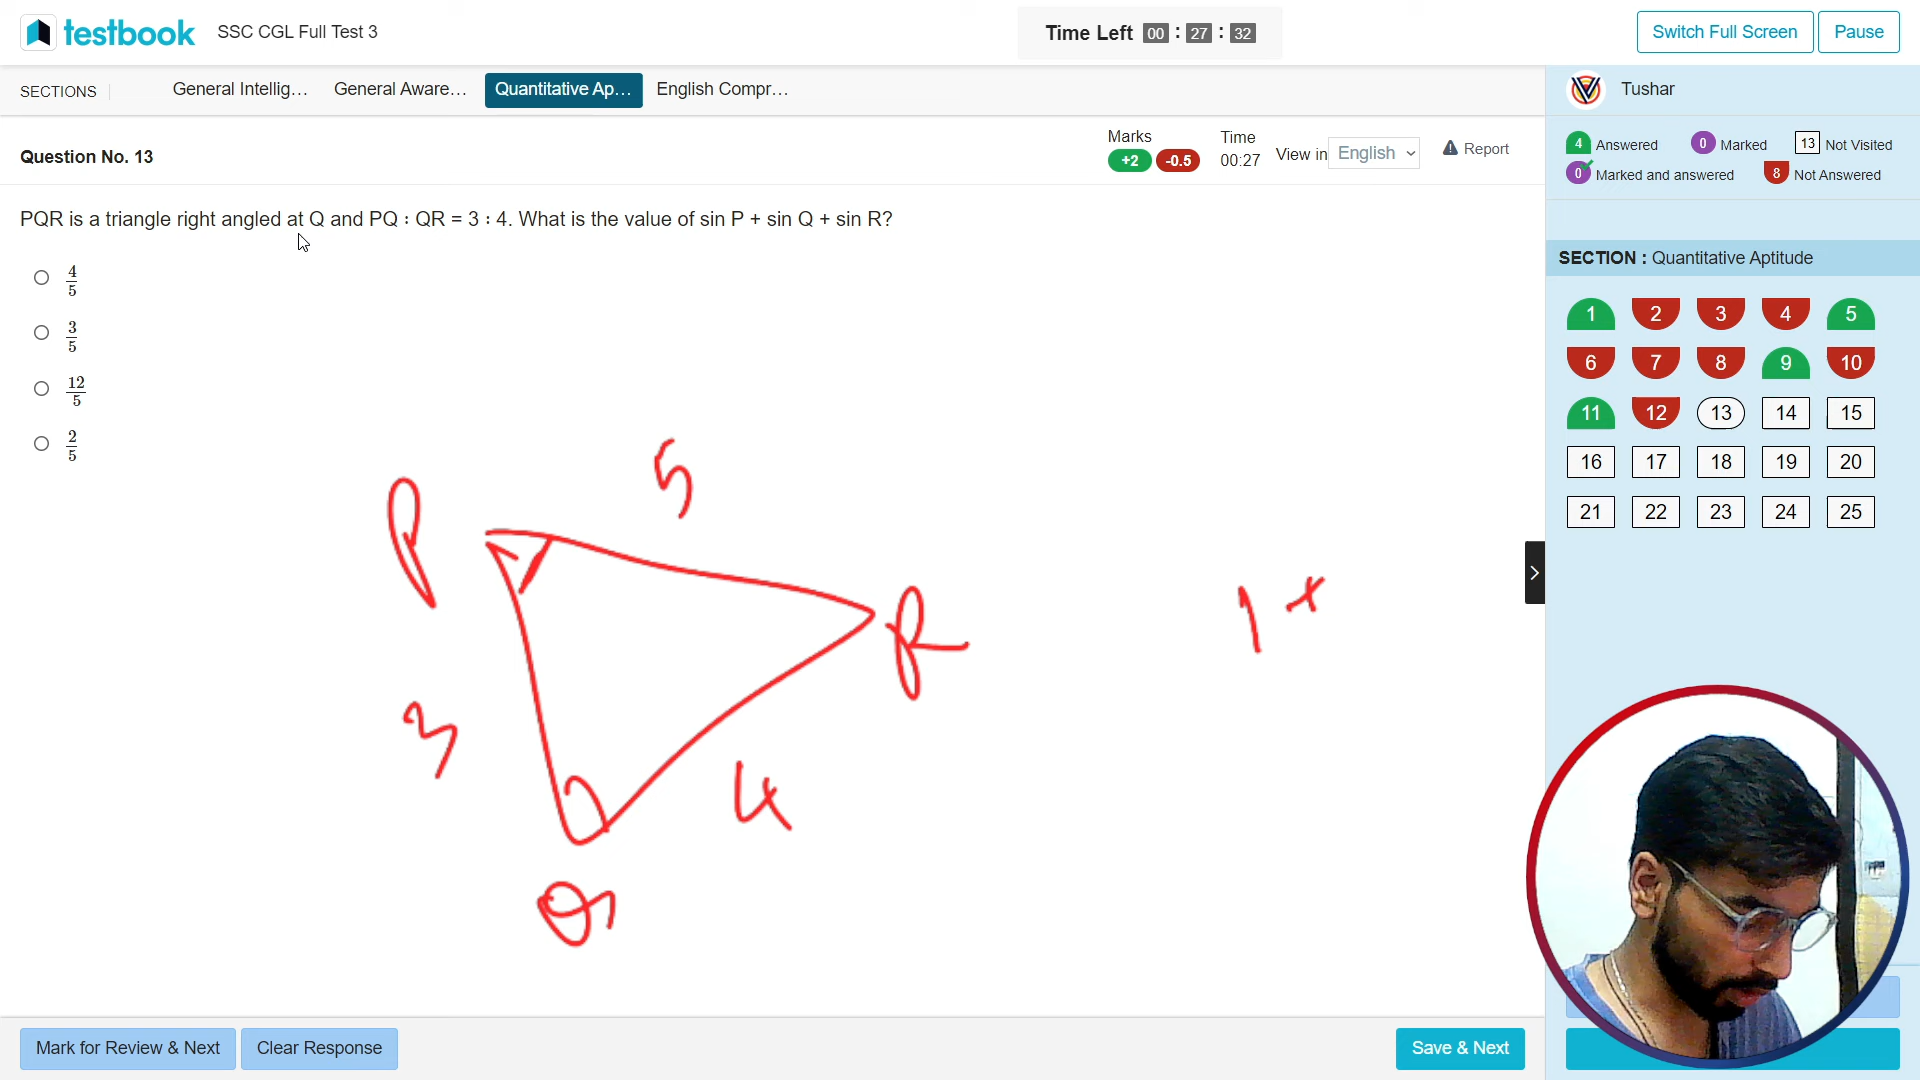 testbook SSC CGL Full Test 3 Time Left 00 : 27 : 32 Switch Full Screen Pause
SECTIONS General Intellig... General Aware... Quantitative Ap... English Compr... Tushar
Question No. 13 Marks +2 -0.5 Time 00:27 View in English Report
4 Answered 0 Marked 13 Not Visited
0 Marked and answered 8 Not Answered
PQR is a triangle right angled at Q and PQ : QR = 3 : 4. What is the value of sin P + sin Q + sin R?
4/5
3/5
12/5
2/5
SECTION : Quantitative Aptitude
1 2 3 4 5
6 7 8 9 10
11 12 13 14 15
16 17 18 19 20
21 22 23 24 25
5
P
R
1 +
3
4
Q
Mark for Review & Next Clear Response Save & Next